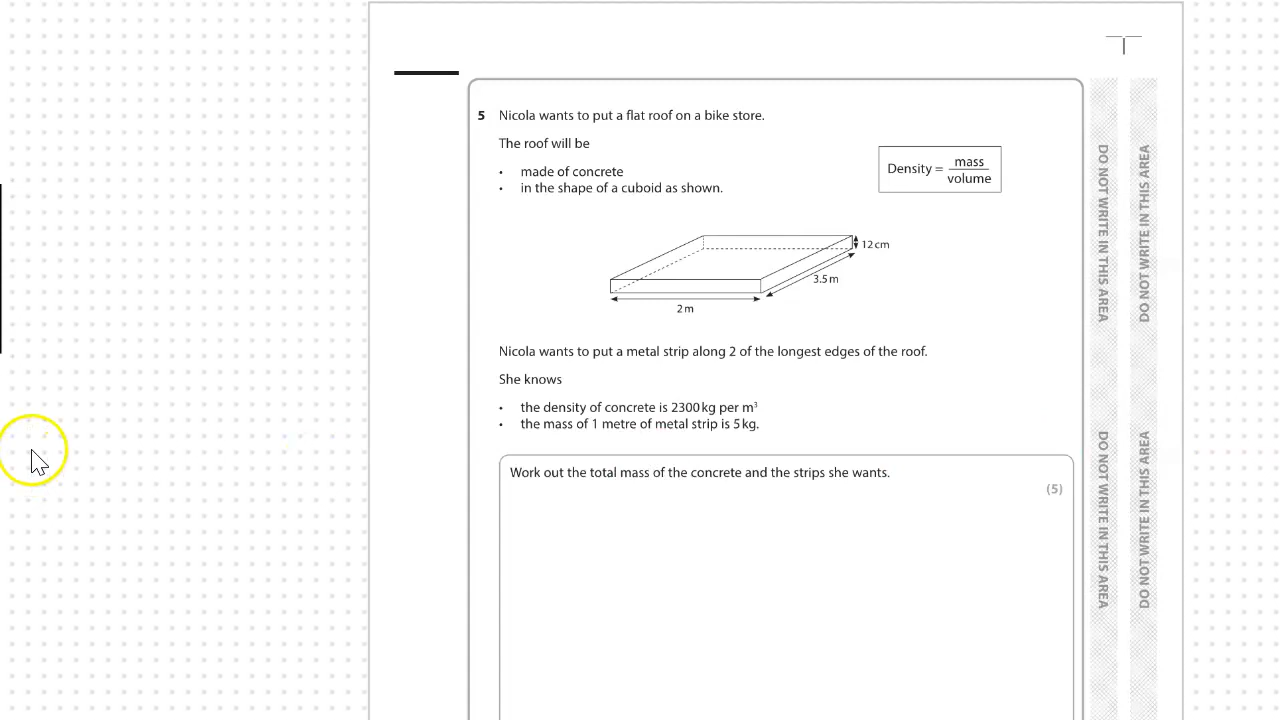 5 Nicola wants to put a flat roof on a bike store.
The roof will be
• made of concrete
• in the shape of a cuboid as shown.
Density = mass
volume
12 cm
3.5 m
2 m
Nicola wants to put a metal strip along 2 of the longest edges of the roof.
She knows
• the density of concrete is 2300 kg per m³
• the mass of 1 metre of metal strip is 5 kg.
Work out the total mass of the concrete and the strips she wants.
(5)
DO NOT WRITE IN THIS AREA
DO NOT WRITE IN THIS AREA
DO NOT WRITE IN THIS AREA
DO NOT WRITE IN THIS AREA